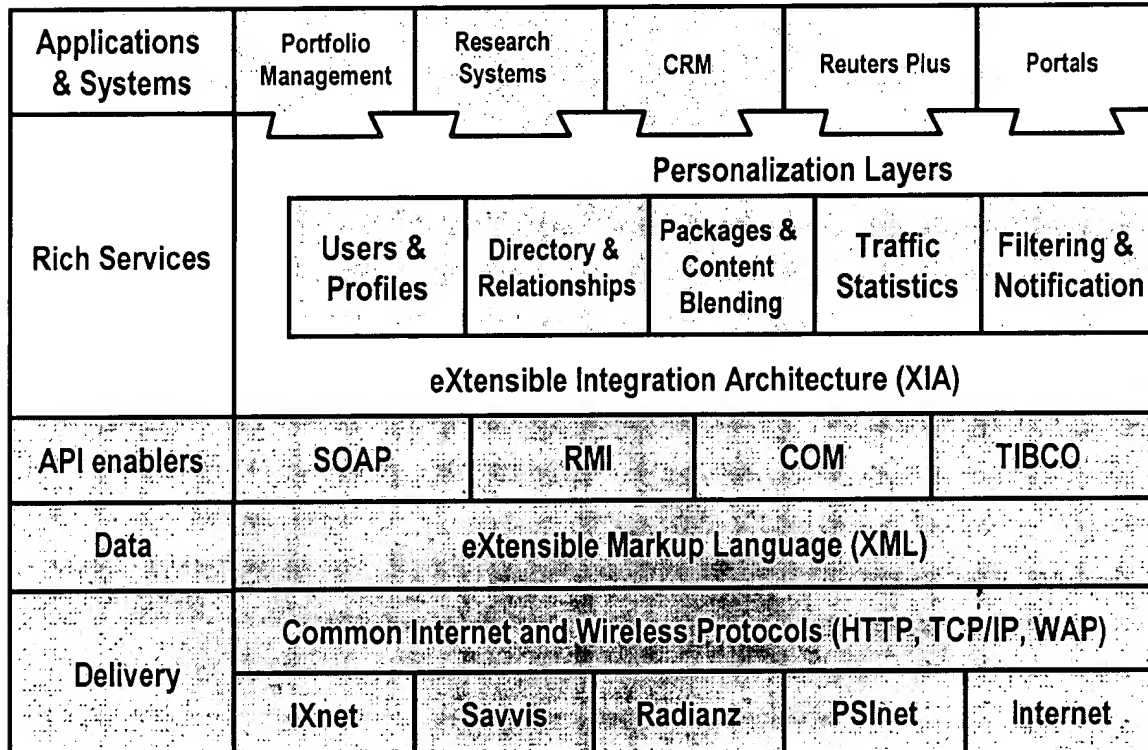 Applications
& Systems
Portfolio
Management
Research
Systems
CRM
Reuters Plus
Portals
Rich Services
Personalization Layers
Users &
Profiles
Directory &
Relationships
Packages &
Content
Blending
Traffic
Statistics
Filtering &
Notification
eXtensible Integration Architecture (XIA)
API enablers
SOAP
RMI
COM
TIBCO
Data
eXtensible Markup Language (XML)
Delivery
Common Internet and Wireless Protocols (HTTP, TCP/IP, WAP)
IXnet
Savvis
Radianz
PSInet
Internet